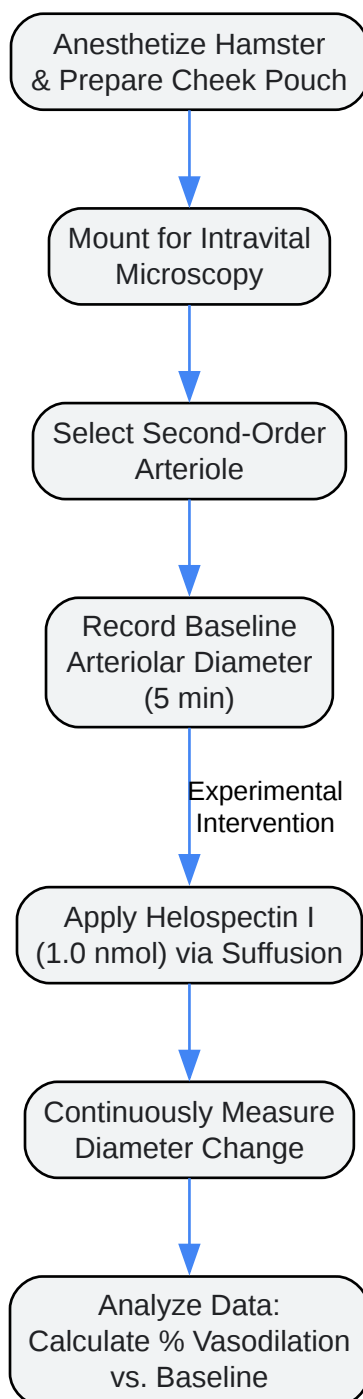 Anesthetize Hamster
& Prepare Cheek Pouch
Mount for Intravital
Microscopy
Select Second-Order
Arteriole
Record Baseline
Arteriolar Diameter
(5 min)
Experimental
Intervention
Apply Helospectin I
(1.0 nmol) via Suffusion
Continuously Measure
Diameter Change
Analyze Data:
Calculate % Vasodilation
vs. Baseline